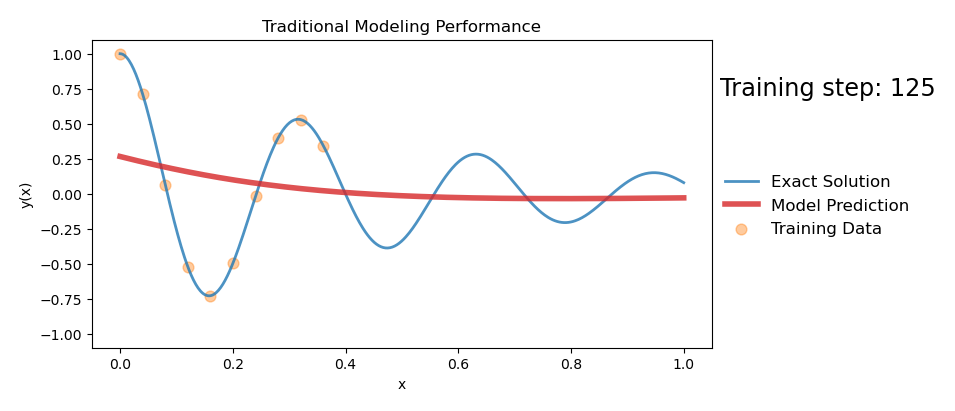 Traditional Modeling Performance
Training step: 125
1.00
0.75
0.50
0.25
0.00
−0.25
−0.50
−0.75
−1.00
y(x)
0.0 0.2 0.4 0.6 0.8 1.0
x
Exact Solution
Model Prediction
Training Data